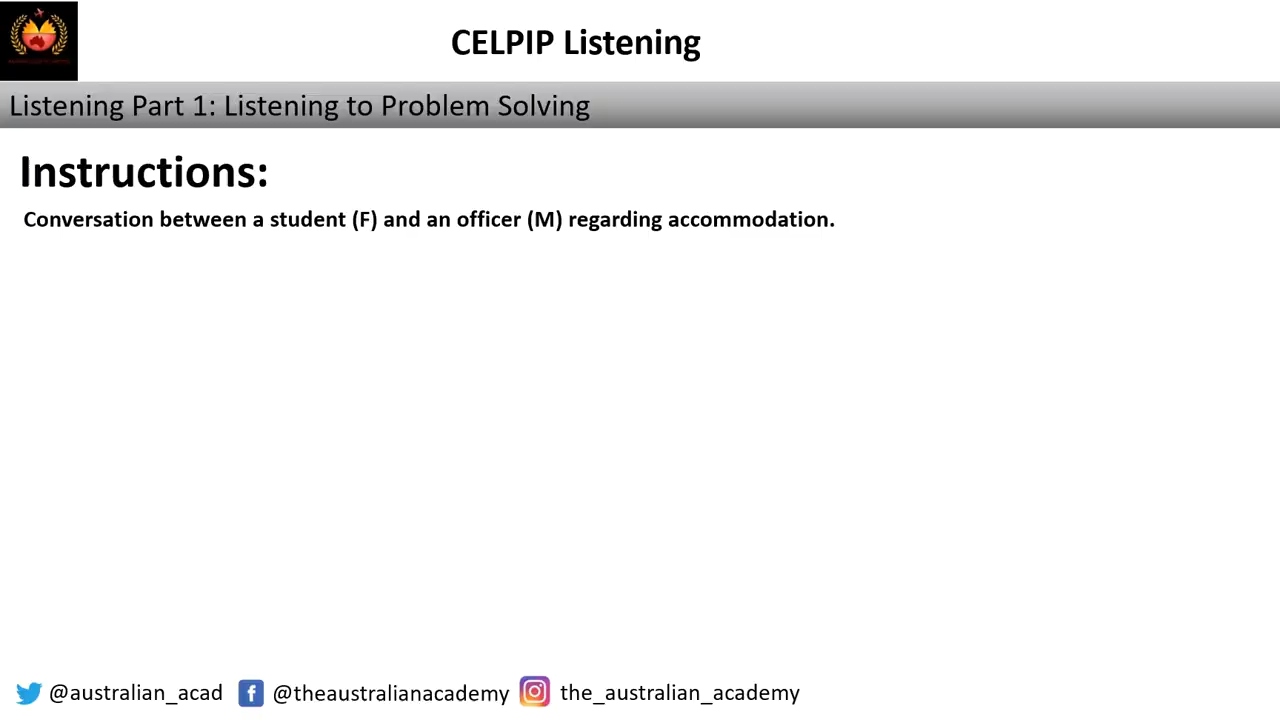 CELPIP Listening
Listening Part 1: Listening to Problem Solving
Instructions:
Conversation between a student (F) and an officer (M) regarding accommodation.
@australian_acad @theaustralianacademy the_australian_academy